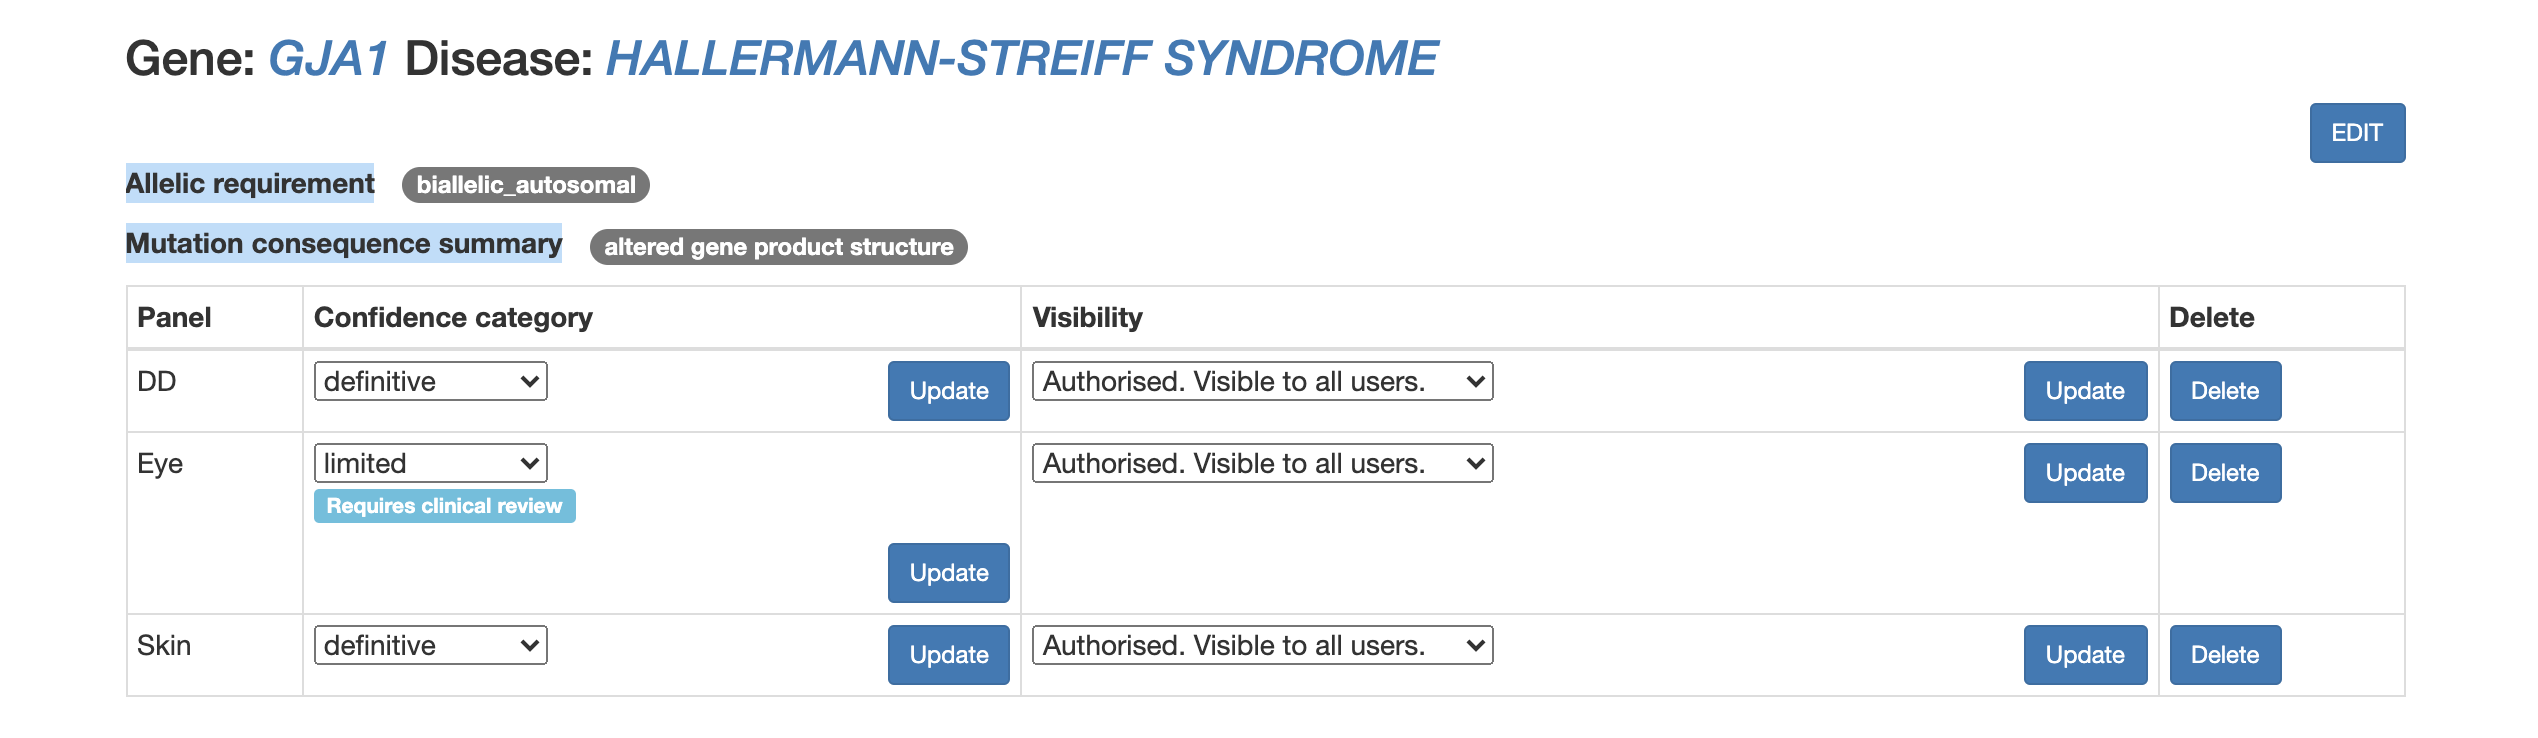 Gene: GJA1 Disease: HALLERMANN-STREIFF SYNDROME
EDIT
Allelic requirement biallelic_autosomal
Mutation consequence summary altered gene product structure
Panel Confidence category Visibility Delete
DD definitive Update Authorised. Visible to all users. Update Delete
Eye limited Authorised. Visible to all users. Update Delete
Requires clinical review
Update
Skin definitive Update Authorised. Visible to all users. Update Delete